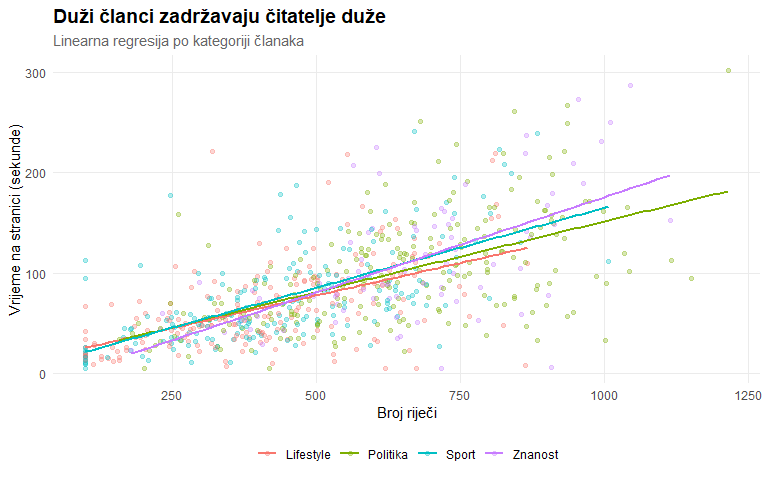 Duži članci zadržavaju čitatelje duže
Linearna regresija po kategoriji članaka
Vrijeme na stranici (sekunde)
300
200
100
0
250
500
750
1000
1250
Broj riječi
Lifestyle Politika Sport Znanost